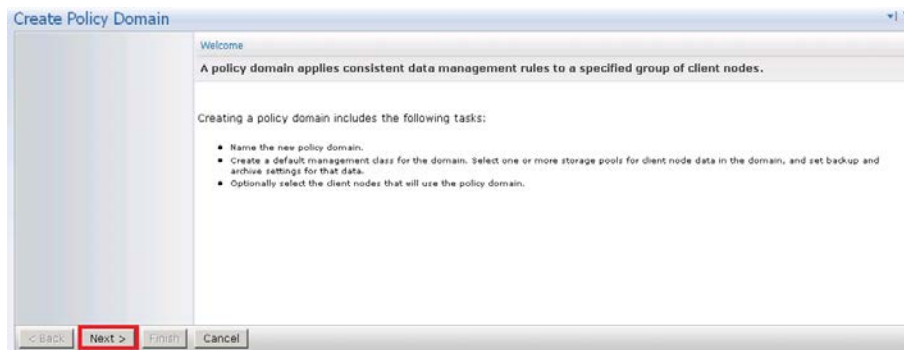 Create Policy Domain
Welcome
A policy domain applies consistent data management rules to a specified group of client nodes.
Creating a policy domain includes the following tasks:
Name the new policy domain.
Create a default management class for the domain. Select one or more storage pools for client node data in the domain, and set backup and
archive settings for that data.
Optionally select the client nodes that will use the policy domain.
< Back Next > Finish Cancel